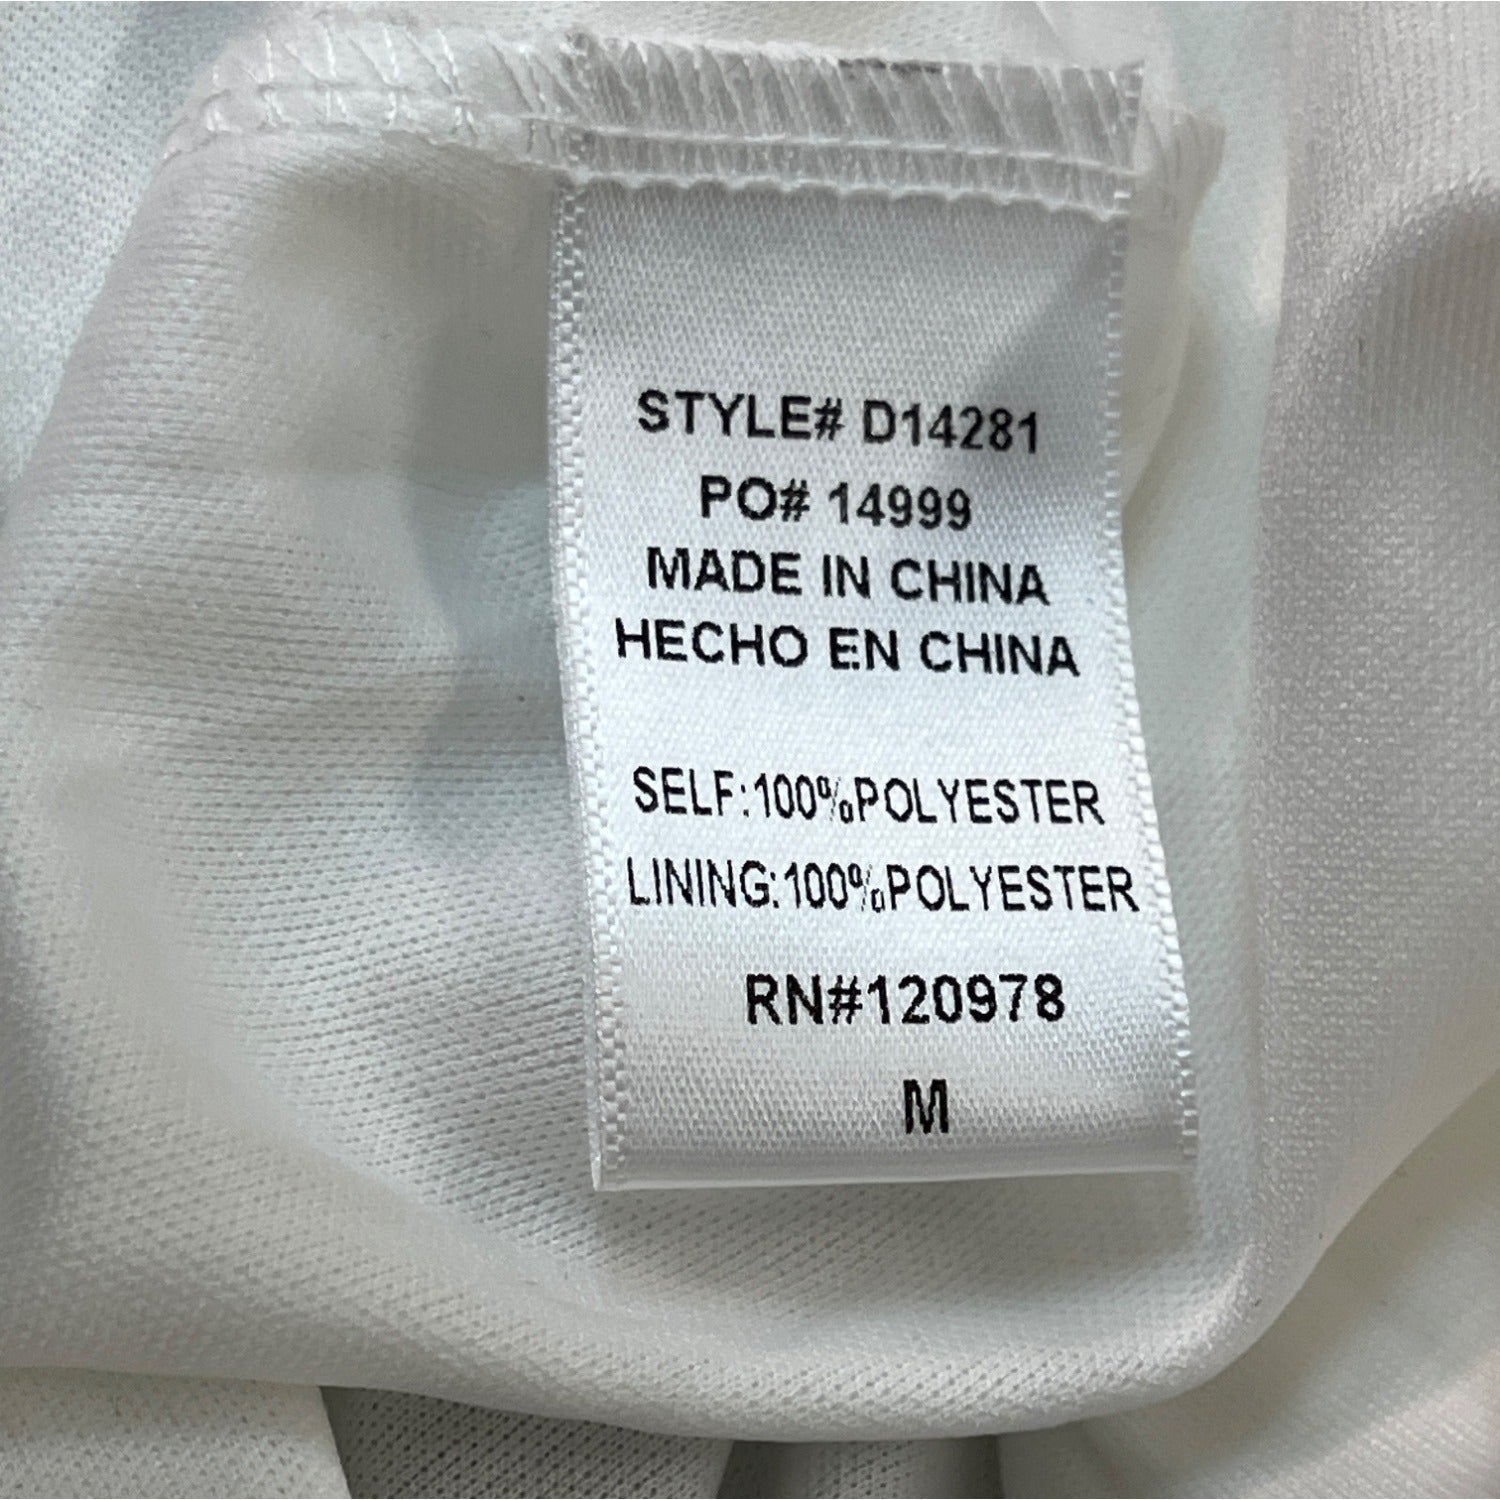 STYLE# D14281
PO# 14999
MADE IN CHINA
HECHO EN CHINA
SELF:100%POLYESTER
LINING:100%POLYESTER
RN#120978
M